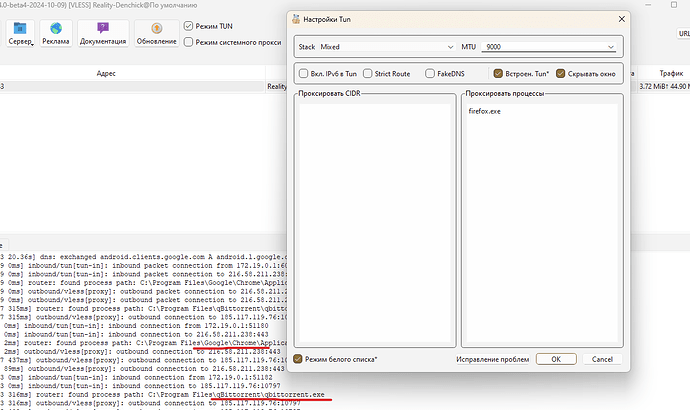 4.0-beta4-2024-10-09) [VLESS] Reality-Denchick@По умолчанию
Сервер
Реклама
Документация
Обновление
Режим TUN
Режим системного прокси
URL
Адрес
Трафик
Reality
3.72 MiB↑ 44.90 M
Настройки Tun
Stack Mixed
MTU 9000
Вкл. IPv6 в Tun
Strict Route
FakeDNS
Встроен. Tun*
Скрывать окно
Проксировать CIDR
Проксировать процессы
firefox.exe
Режим белого списка*
Исправление проблем
OK
Cancel
3 20.36s] dns: exchanged android.clients.google.com A android.l.google.co
9 0ms] inbound/tun[tun-in]: inbound packet connection from 172.19.0.1:60
9 0ms] inbound/tun[tun-in]: inbound packet connection to 216.58.211.238:
9 0ms] router: found process path: C:\Program Files\Google\Chrome\Applic
9 0ms] outbound/vless[proxy]: outbound packet connection to 216.58.211.2
9 0ms] outbound/vless[proxy]: outbound packet connection to 216.58.211.2
7 315ms] router: found process path: C:\Program Files\qBittorrent\qbittor
7 315ms] outbound/vless[proxy]: outbound connection to 185.117.119.76:10
0ms] inbound/tun[tun-in]: inbound connection from 172.19.0.1:51180
0ms] inbound/tun[tun-in]: inbound connection to 216.58.211.238:443
2ms] router: found process path: C:\Program Files\Google\Chrome\Applica
2ms] outbound/vless[proxy]: outbound connection to 216.58.211.238:443
7 437ms] outbound/vless[proxy]: outbound connection to 185.117.119.76:10
89ms] outbound/vless[proxy]: outbound connection to 216.58.211.238:443
3 0ms] inbound/tun[tun-in]: inbound connection from 172.19.0.1:51182
3 0ms] inbound/tun[tun-in]: inbound connection to 185.117.119.76:10797
3 316ms] router: found process path: C:\Program Files\qBittorrent\qbittorrent.exe
3 316ms] outbound/vless[proxy]: outbound connection to 185.117.119.76:10797